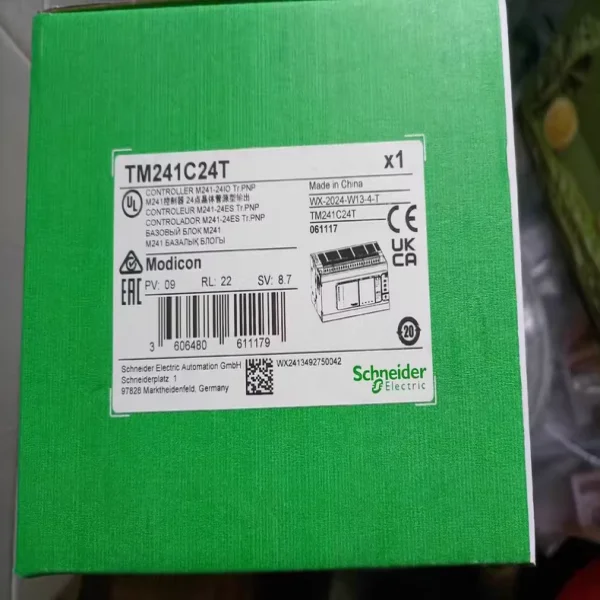 TM241C24T
x1
UL
CONTROLLER M241-24IO Tr.PNP
M241控制器 24点晶体管源型输出
CONTROLEUR M241-24ES Tr.PNP
CONTROLADOR M241-24ES Tr.PNP
БАЗОВЫЙ БЛОК M241
M241 БАЗАЛЫҚ БЛОГЫ
Made in China
WX-2024-W13-4-T
TM241C24T
061117
CE
UK
CA
EAC
Modicon
PV: 09 RL: 22 SV: 8.7
3 606480 611179
20
Schneider Electric Automation GmbH
Schneiderplatz 1
97828 Marktheidenfeld, Germany
WX2413492750042
Schneider
Electric